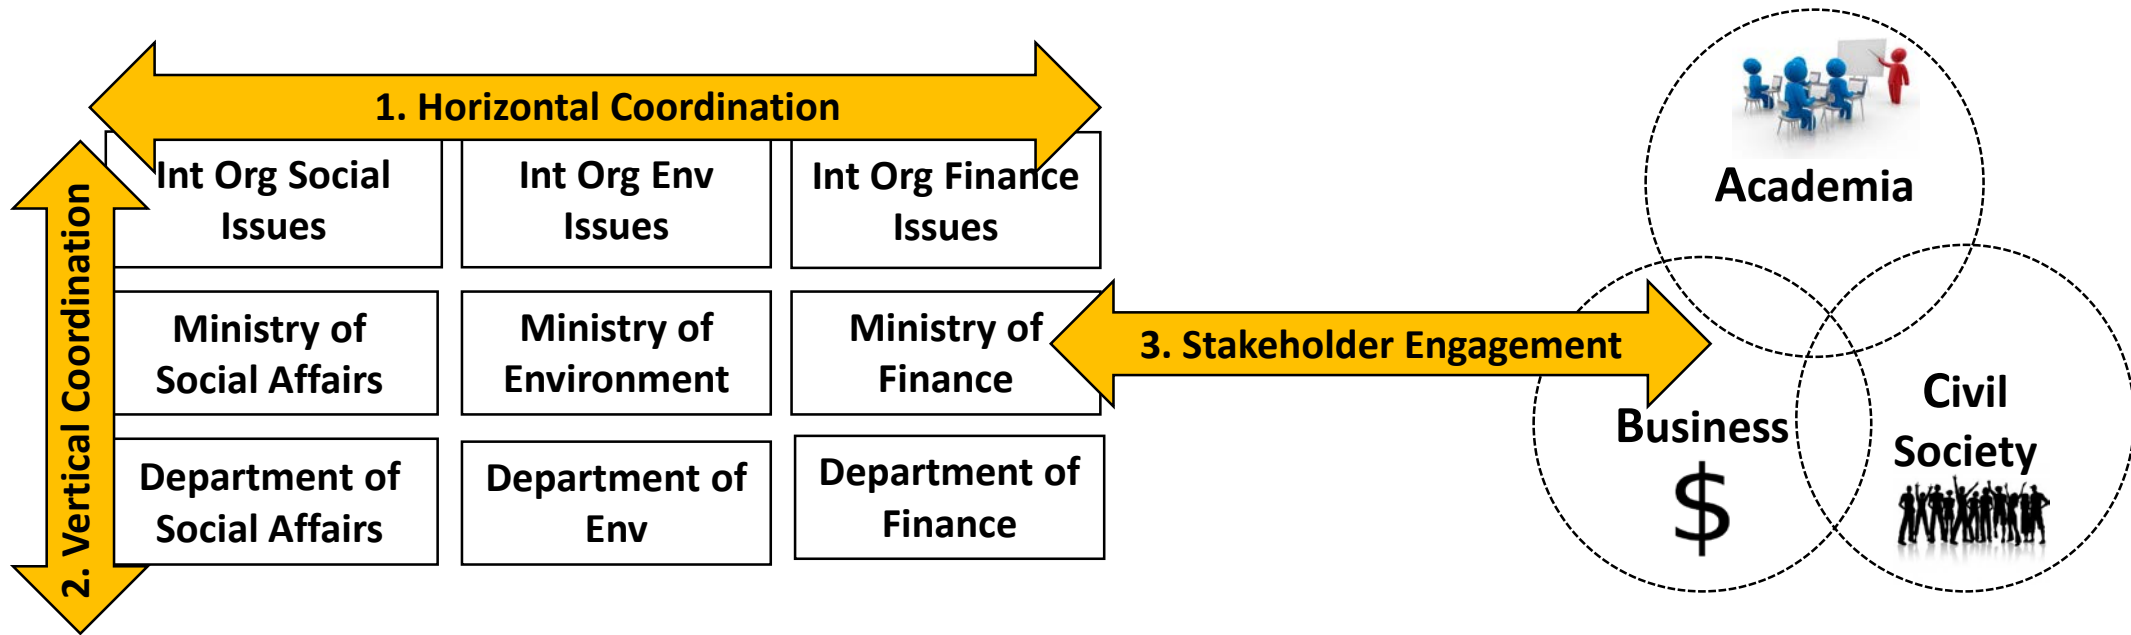 1. Horizontal Coordination
2. Vertical Coordination
Int Org Social
Issues
Int Org Env
Issues
Int Org Finance
Issues
Ministry of
Social Affairs
Ministry of
Environment
Ministry of
Finance
Department of
Social Affairs
Department of
Env
Department of
Finance
3. Stakeholder Engagement
Academia
Business
$
Civil
Society